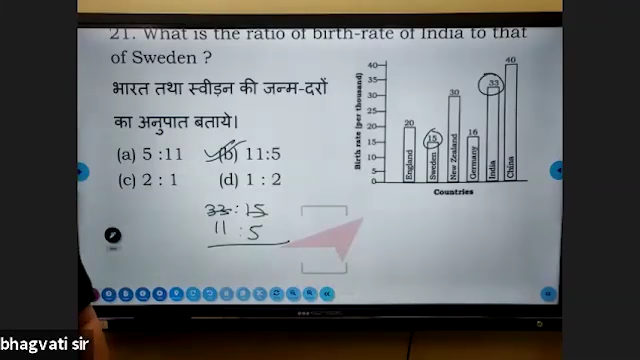 21. What is the ratio of birth-rate of India to that
of Sweden ?
भारत तथा स्वीड़न की जन्म-दरों
का अनुपात बताये।
(a) 5 :11 (b) 11:5
(c) 2 : 1 (d) 1 : 2
33 : 15
11 : 5
Birth rate (per thousand)
40
35
30
25
20
15
10
5
0
20
15
30
16
33
40
England
Sweden
New Zealand
Germany
India
China
Countries
bhagvati sir